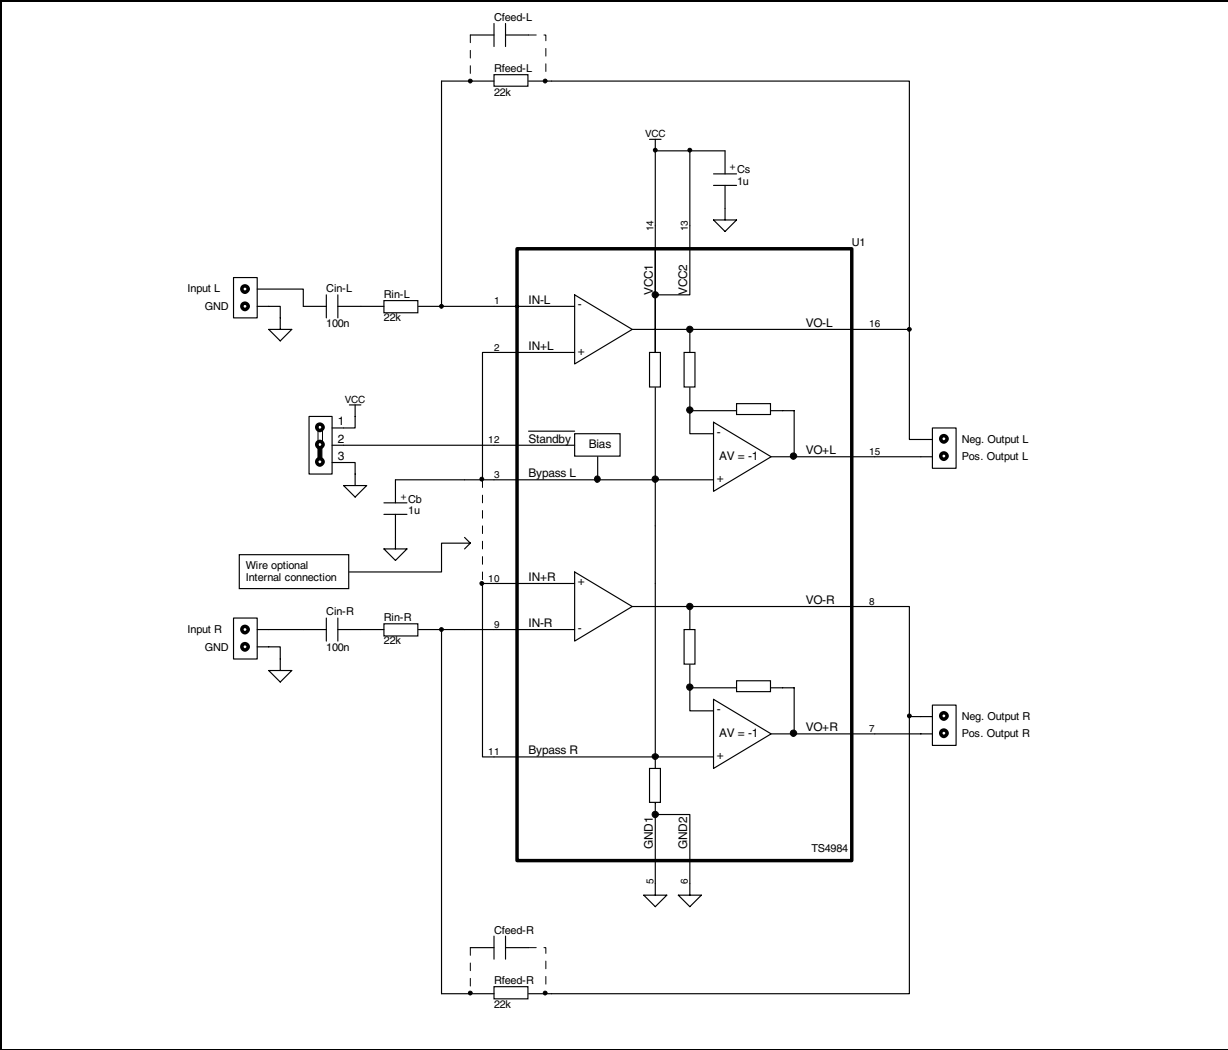 Cfeed-L
Rfeed-L
22k
VCC
+
Cs
1u
14
13
U1
VCC1
VCC2
Input L
GND
Cin-L
100n
Rin-L
22k
1
IN-L
-
VO-L
16
2
IN+L
+
VCC
1
2
3
12
Standby
Bias
-
AV = -1
+
VO+L
15
Neg. Output L
Pos. Output L
3
Bypass L
+
Cb
1u
Wire optional
Internal connection
10
IN+R
+
VO-R
8
Input R
GND
Cin-R
100n
Rin-R
22k
9
IN-R
-
-
AV = -1
+
VO+R
7
Neg. Output R
Pos. Output R
11
Bypass R
GND1
GND2
TS4984
5
6
Cfeed-R
Rfeed-R
22k